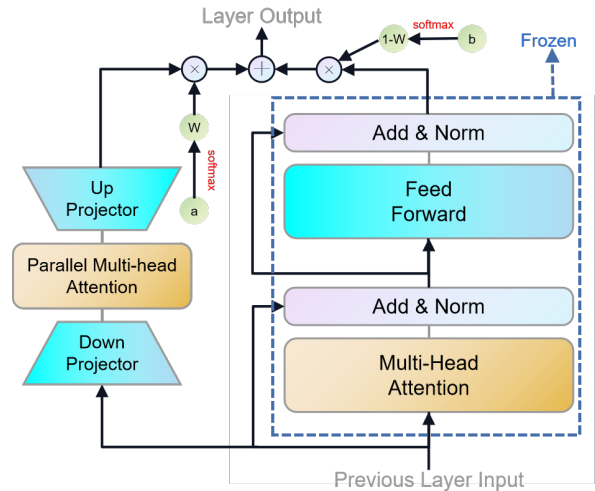 Layer Output
softmax
1-W
b
Frozen
×
+
×
W
softmax
a
Add & Norm
Feed
Forward
Up
Projector
Parallel Multi-head
Attention
Add & Norm
Down
Projector
Multi-Head
Attention
Previous Layer Input